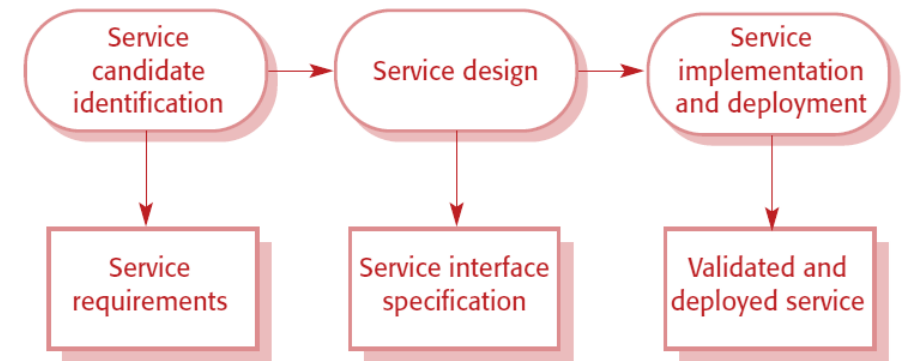 Service
candidate
identification
Service design
Service
implementation
and deployment
Service
requirements
Service interface
specification
Validated and
deployed service